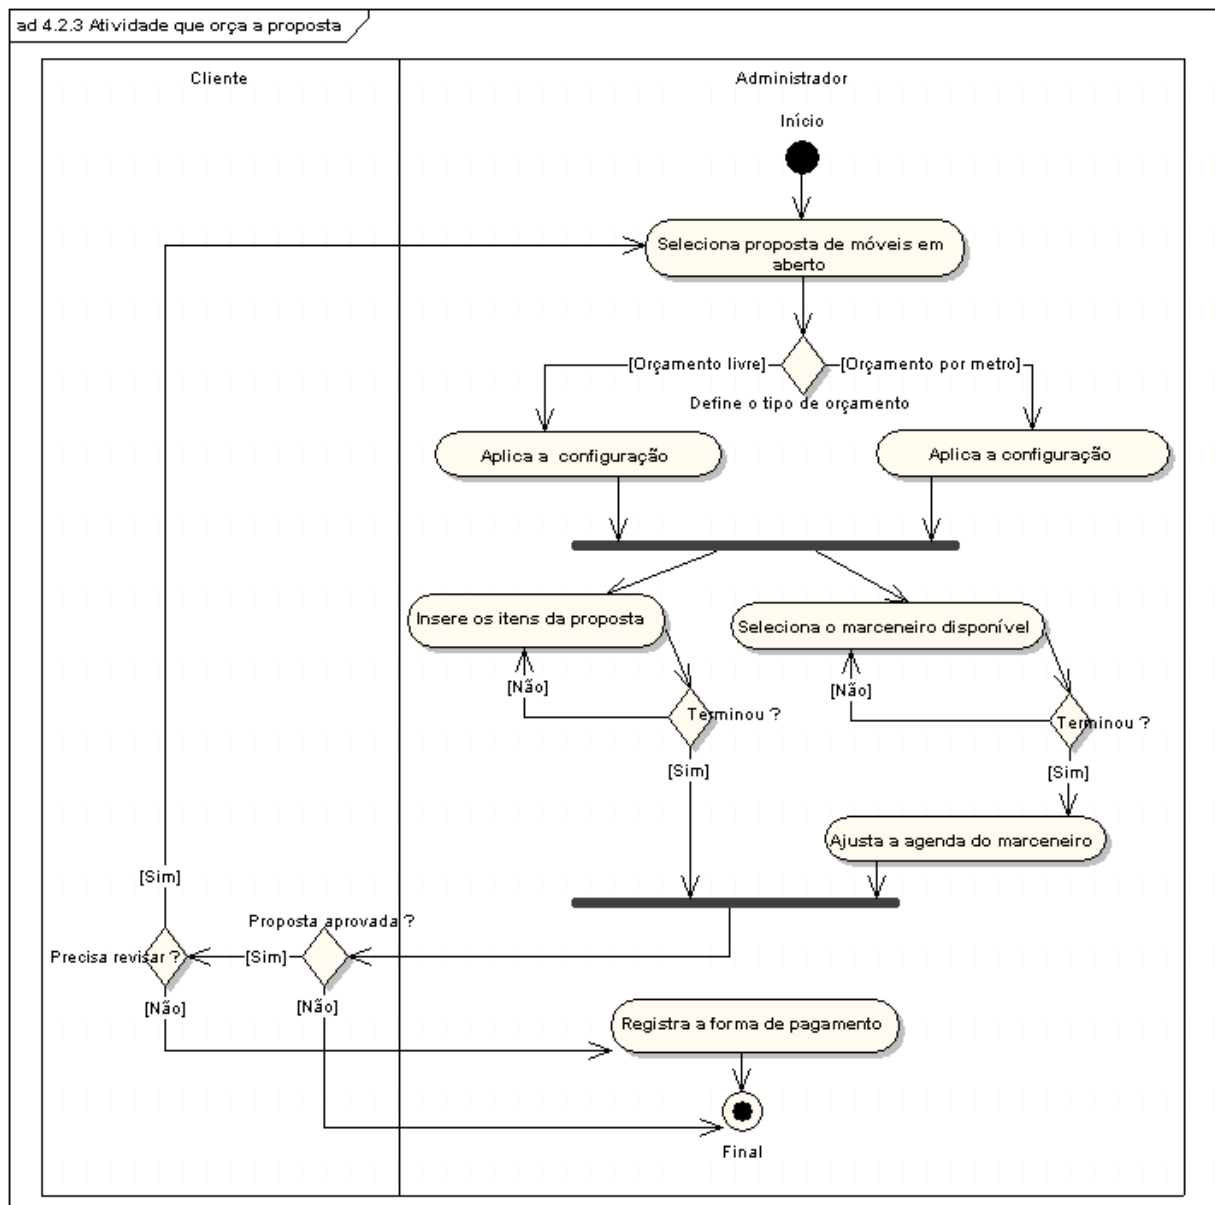 ad 4.2.3 Atividade que orça a proposta
Cliente
Administrador
Início
Seleciona proposta de móveis em
aberto
[Orçamento livre]
[Orçamento por metro]
Define o tipo de orçamento
Aplica a  configuração
Aplica a configuração
Insere os itens da proposta
Seleciona o marceneiro disponível
[Não]
[Não]
Terminou ?
Terminou ?
[Sim]
[Sim]
Ajusta a agenda do marceneiro
[Sim]
Proposta aprovada ?
Precisa revisar ?
[Sim]
[Não]
[Não]
Registra a forma de pagamento
Final